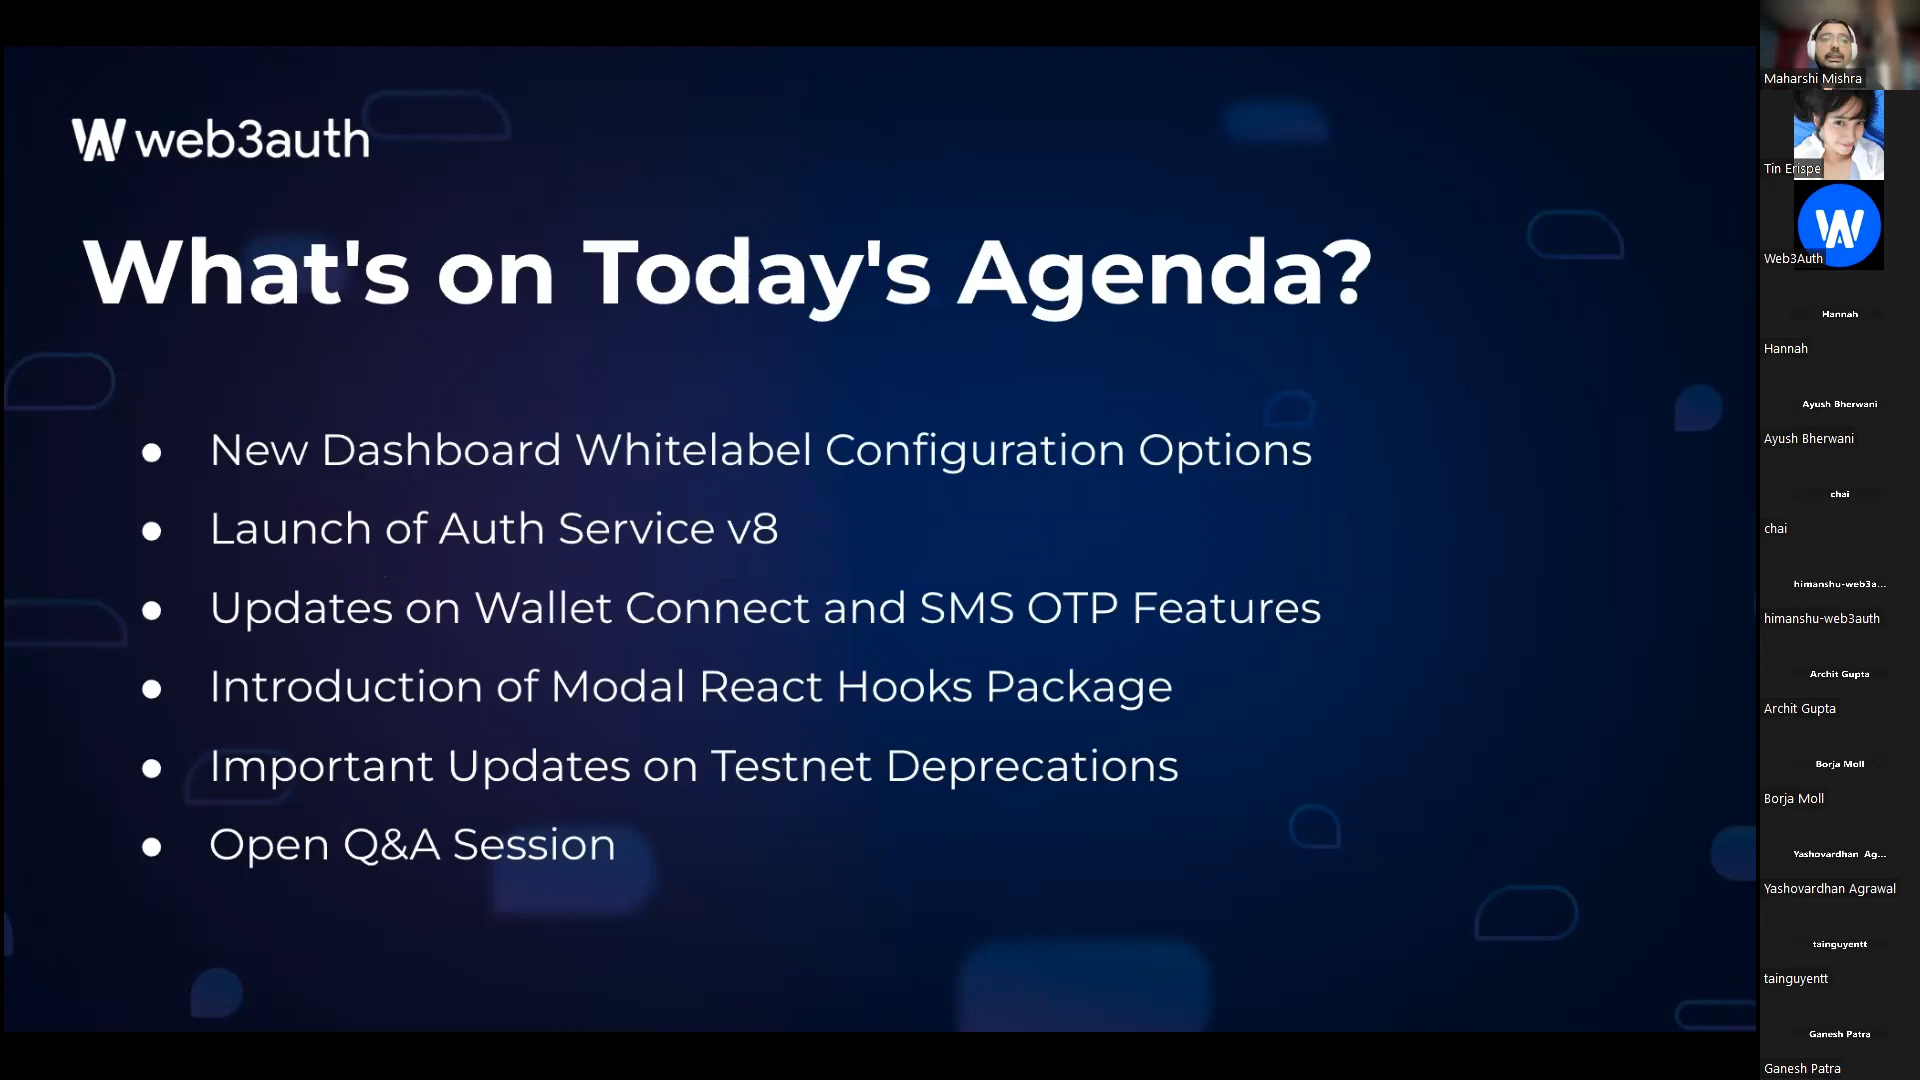 web3auth
What's on Today's Agenda?
● New Dashboard Whitelabel Configuration Options
● Launch of Auth Service v8
● Updates on Wallet Connect and SMS OTP Features
● Introduction of Modal React Hooks Package
● Important Updates on Testnet Deprecations
● Open Q&A Session
Maharshi Mishra
Tin Erispe
Web3Auth
Hannah
Hannah
Ayush Bherwani
Ayush Bherwani
chai
chai
himanshu-web3a...
himanshu-web3auth
Archit Gupta
Archit Gupta
Borja Moll
Borja Moll
Yashovardhan Ag...
Yashovardhan Agrawal
tainguyentt
tainguyentt
Ganesh Patra
Ganesh Patra